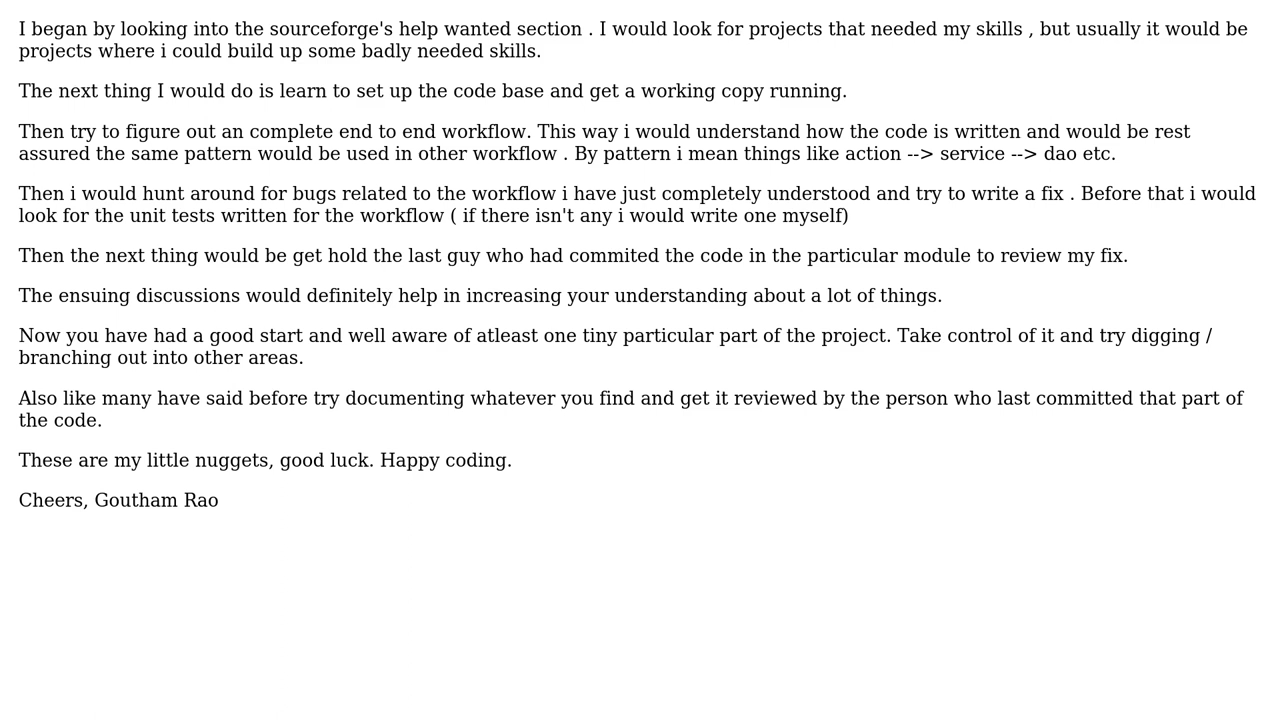 I began by looking into the sourceforge's help wanted section . I would look for projects that needed my skills , but usually it would be
projects where i could build up some badly needed skills.
The next thing I would do is learn to set up the code base and get a working copy running.
Then try to figure out an complete end to end workflow. This way i would understand how the code is written and would be rest
assured the same pattern would be used in other workflow . By pattern i mean things like action --> service --> dao etc.
Then i would hunt around for bugs related to the workflow i have just completely understood and try to write a fix . Before that i would
look for the unit tests written for the workflow ( if there isn't any i would write one myself)
Then the next thing would be get hold the last guy who had commited the code in the particular module to review my fix.
The ensuing discussions would definitely help in increasing your understanding about a lot of things.
Now you have had a good start and well aware of atleast one tiny particular part of the project. Take control of it and try digging /
branching out into other areas.
Also like many have said before try documenting whatever you find and get it reviewed by the person who last committed that part of
the code.
These are my little nuggets, good luck. Happy coding.
Cheers, Goutham Rao